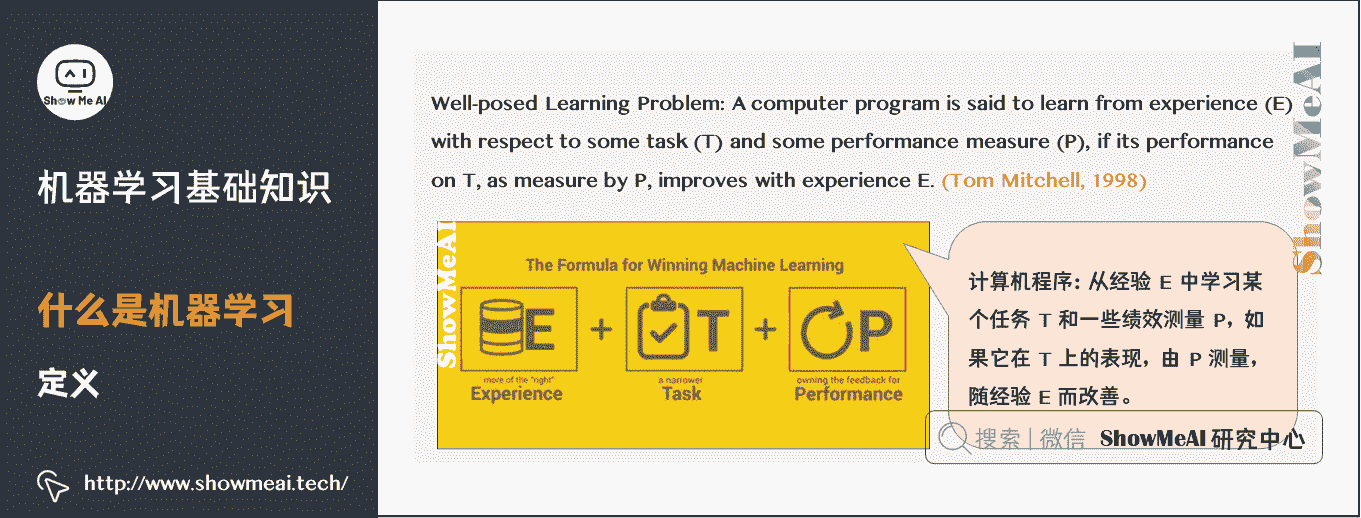 Show Me AI
机器学习基础知识
什么是机器学习
定义
http://www.showmeai.tech/
Well-posed Learning Problem: A computer program is said to learn from experience (E)
with respect to some task (T) and some performance measure (P), if its performance
on T, as measure by P, improves with experience E. (Tom Mitchell, 1998)
ShowMeAI
The Formula for Winning Machine Learning
E + T + P
more of the "right" a narrower owning the feedback for
Experience Task Performance
ShowMeAI
计算机程序: 从经验 E 中学习某
个任务 T 和一些绩效测量 P, 如
果它在 T 上的表现, 由 P 测量,
随经验 E 而改善。
搜索 | 微信 ShowMeAI 研究中心